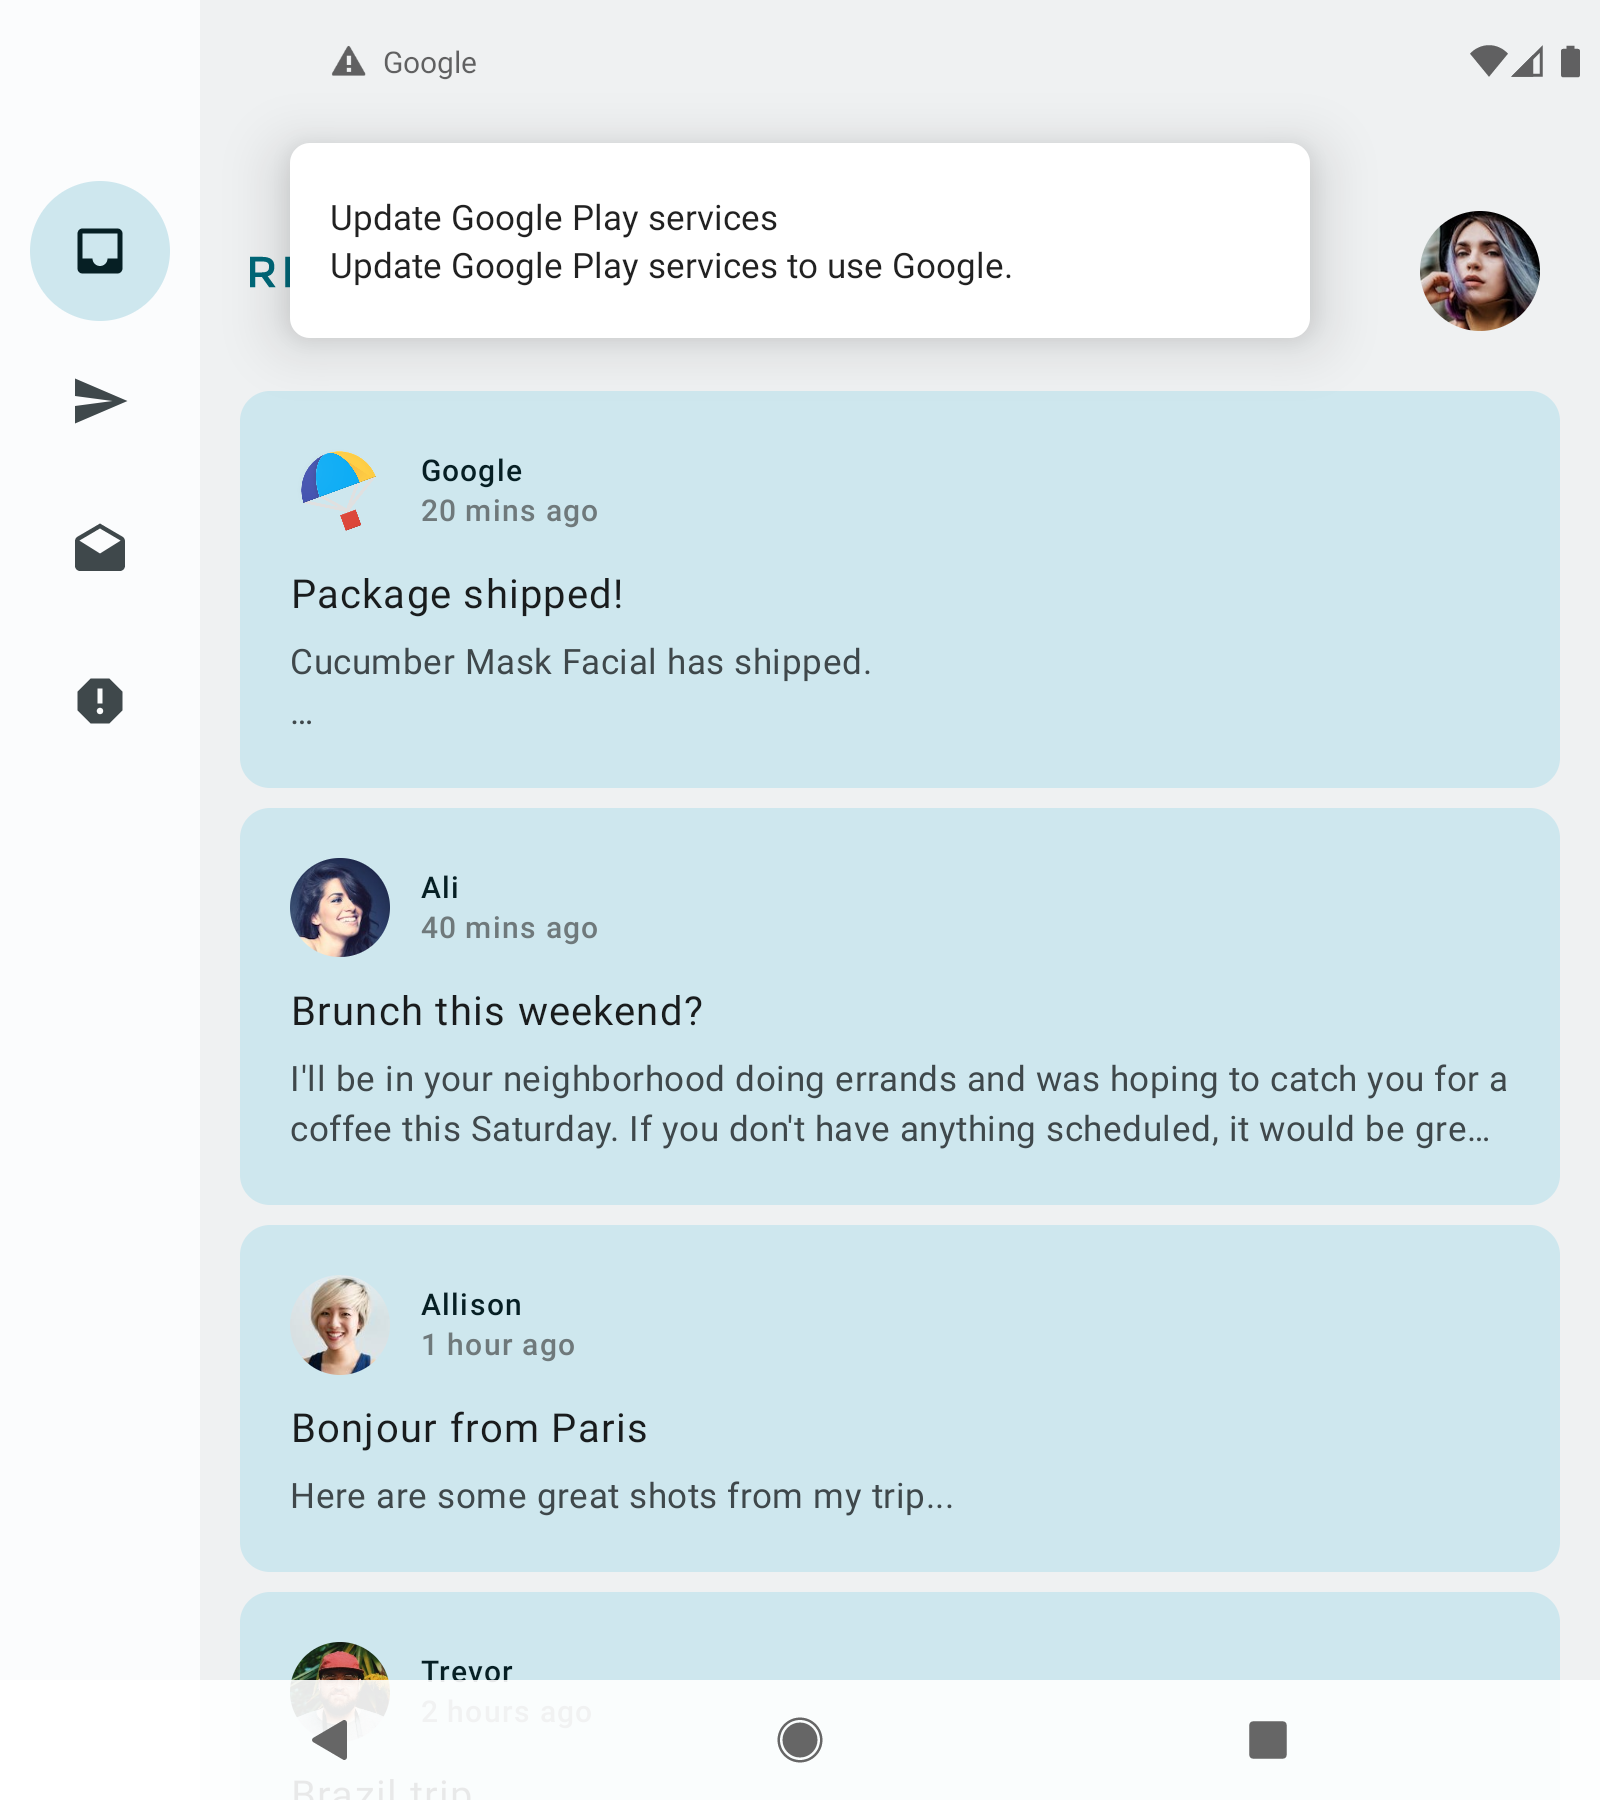 Google
Update Google Play services
Update Google Play services to use Google.
Google
20 mins ago
Package shipped!
Cucumber Mask Facial has shipped.
…
Ali
40 mins ago
Brunch this weekend?
I'll be in your neighborhood doing errands and was hoping to catch you for a
coffee this Saturday. If you don't have anything scheduled, it would be gre…
Allison
1 hour ago
Bonjour from Paris
Here are some great shots from my trip...
Trevor
2 hours ago
Brazil trip